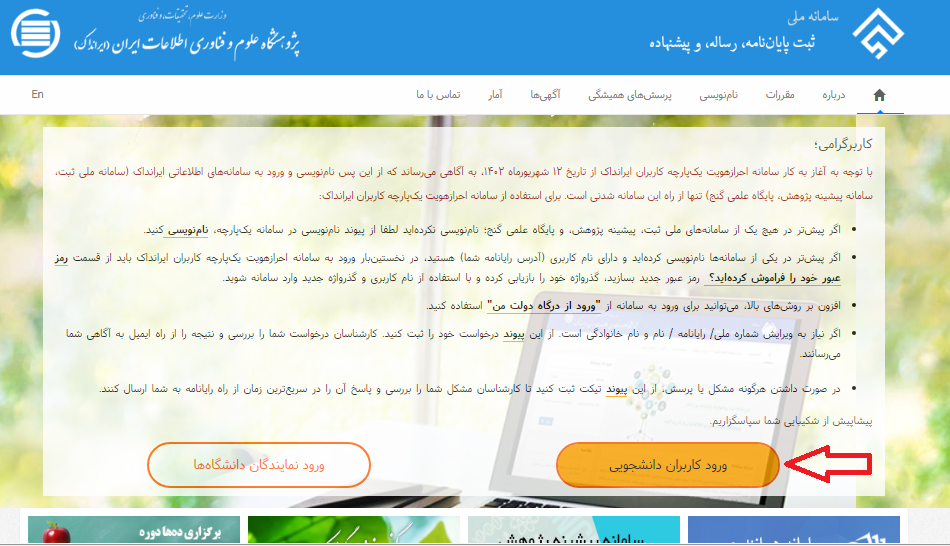 سامانه ملی
ثبت پایان‌نامه، رساله، و پیشنهاده
وزارت علوم، تحقیقات، و فناوری
پژوهشگاه علوم و فناوری اطلاعات ایران (ایرانداک)
درباره
مقررات
نام‌نویسی
پرسش‌های همیشگی
آگهی‌ها
آمار
تماس با ما
En
کاربرگرامی؛
با توجه به آغاز به کار سامانه احرازهویت یک‌پارچه کاربران ایرانداک از تاریخ ۱۲ شهریورماه ۱۴۰۲، به آگاهی می‌رساند که از این پس نام‌نویسی و ورود به سامانه‌های اطلاعاتی ایرانداک (سامانه ملی ثبت،
سامانه پیشینه پژوهش، پایگاه علمی گنج) تنها از راه این سامانه شدنی است. برای استفاده از سامانه احرازهویت یک‌پارچه کاربران ایرانداک:
اگر پیش‌تر در هیچ یک از سامانه‌های ملی ثبت، پیشینه پژوهش، و پایگاه علمی گنج؛ نام‌نویسی نکرده‌اید لطفا از پیوند نام‌نویسی در سامانه یک‌پارچه، نام‌نویسی کنید.
اگر پیش‌تر در یکی از سامانه‌ها نام‌نویسی کرده‌اید و دارای نام کاربری (آدرس رایانامه شما) هستید، در نخستین‌بار ورود به سامانه احرازهویت یک‌پارچه کاربران ایرانداک باید از قسمت رمز
عبور خود را فراموش کرده‌اید؟ رمز عبور جدید بسازید، گذرواژه خود را بازیابی کرده و با استفاده از نام کاربری و گذرواژه جدید وارد سامانه شوید.
افزون بر روش‌های بالا، می‌توانید برای ورود به سامانه از "ورود از درگاه دولت من" استفاده کنید.
اگر نیاز به ویرایش شماره ملی/ رایانامه / نام و نام خانوادگی است. از این پیوند درخواست خود را ثبت کنید. کارشناسان درخواست شما را بررسی و نتیجه را از راه ایمیل به آگاهی شما
می‌رسانند.
در صورت داشتن هرگونه مشکل یا پرسش، از این پیوند تیکت ثبت کنید تا کارشناسان مشکل شما را بررسی و پاسخ آن را در سریع‌ترین زمان از راه رایانامه به شما ارسال کنند.
پیشاپیش از شکیبایی شما سپاسگزاریم.
ورود کاربران دانشجویی
ورود نمایندگان دانشگاه‌ها
سامانه پیشینه پژوهش
برگزاری ده‌ها دوره